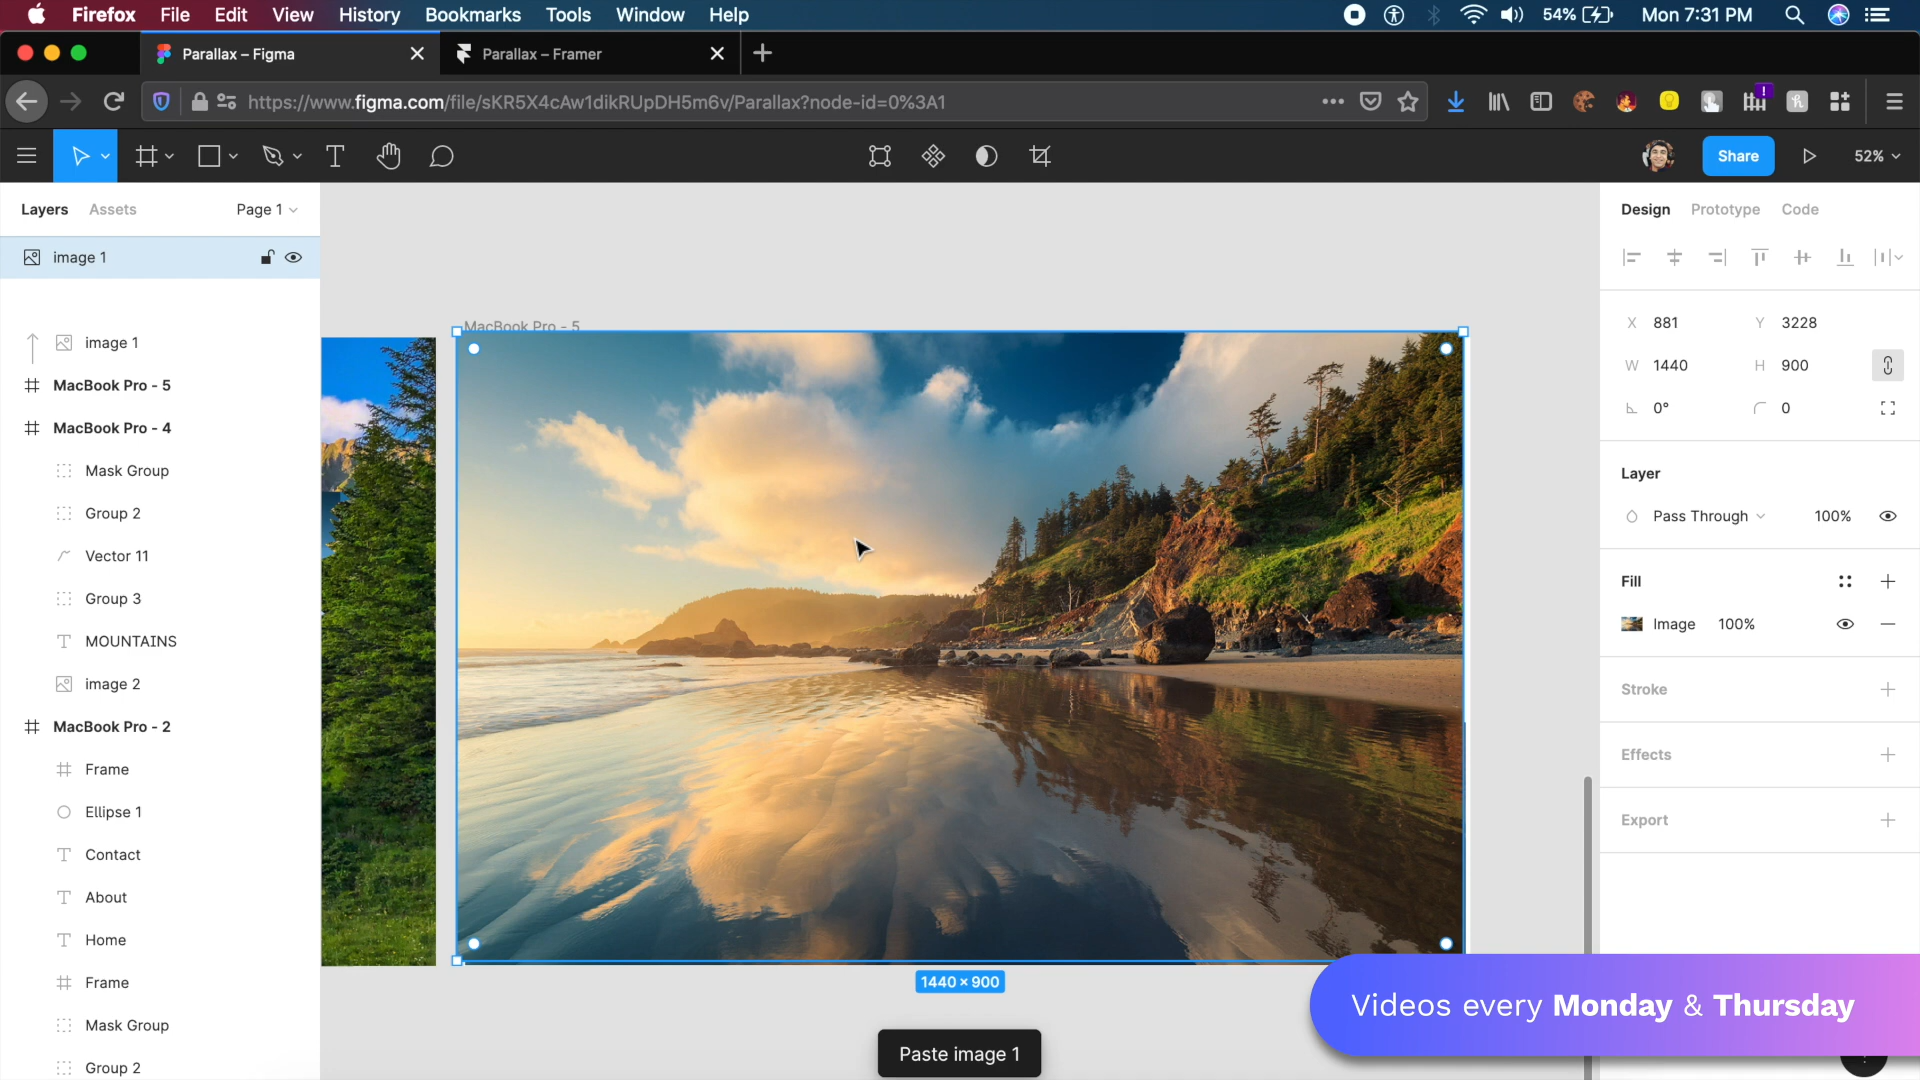 Firefox File Edit View History Bookmarks Tools Window Help 54% Mon 7:31 PM
Parallax – Figma Parallax – Framer
https://www.figma.com/file/sKR5X4cAw1dikRUpDH5m6v/Parallax?node-id=0%3A1
Share 52%
Layers Assets Page 1
Design Prototype Code
image 1
image 1
MacBook Pro - 5
MacBook Pro - 4
Mask Group
Group 2
Vector 11
Group 3
MOUNTAINS
image 2
MacBook Pro - 2
Frame
Ellipse 1
Contact
About
Home
Frame
Mask Group
Group 2
MacBook Pro - 5
1440 × 900
Paste image 1
X 881 Y 3228
W 1440 H 900
0° 0
Layer
Pass Through 100%
Fill
Image 100%
Stroke
Effects
Export
Videos every Monday & Thursday